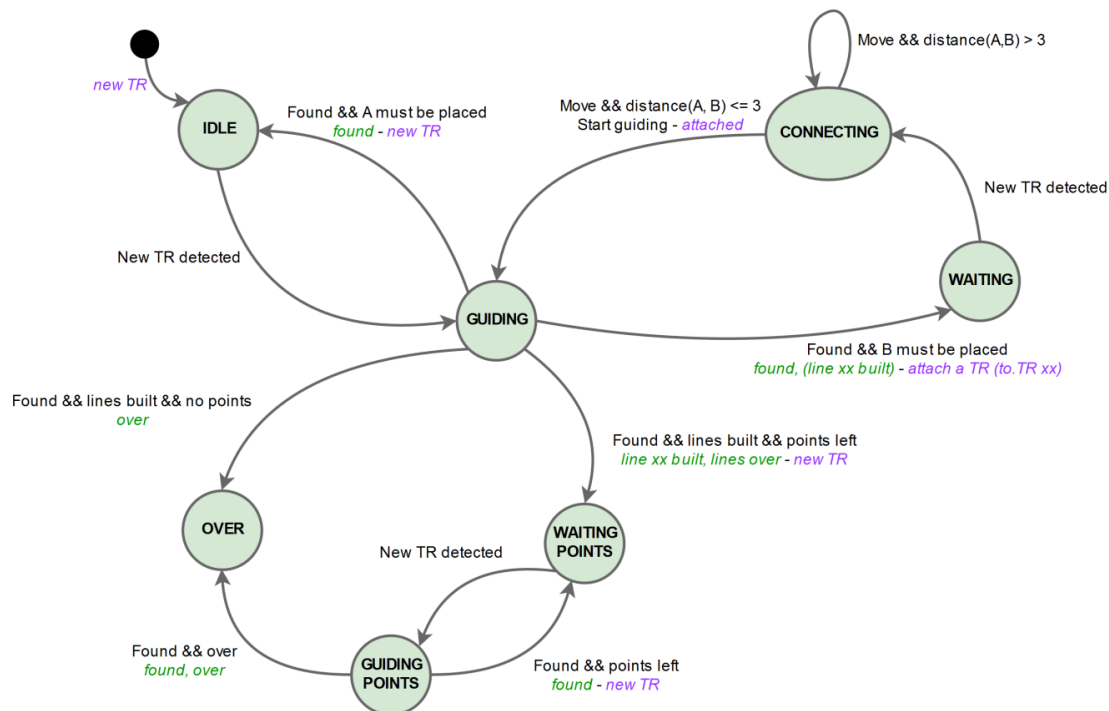 Move && distance(A,B) > 3
new TR
Found && A must be placed
found - new TR
IDLE
Move && distance(A, B) <= 3
Start guiding - attached
CONNECTING
New TR detected
New TR detected
WAITING
GUIDING
Found && B must be placed
found, (line xx built) - attach a TR (to.TR xx)
Found && lines built && no points
over
Found && lines built && points left
line xx built, lines over - new TR
OVER
WAITING
POINTS
New TR detected
Found && over
found, over
GUIDING
POINTS
Found && points left
found - new TR